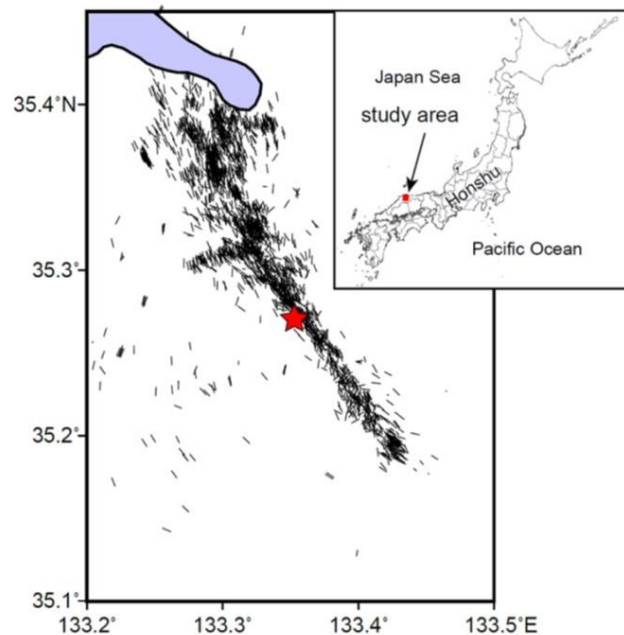 Japan Sea
study area
Honshu
Pacific Ocean
35.4°N
35.3°
35.2°
35.1°
133.2°
133.3°
133.4°
133.5°E